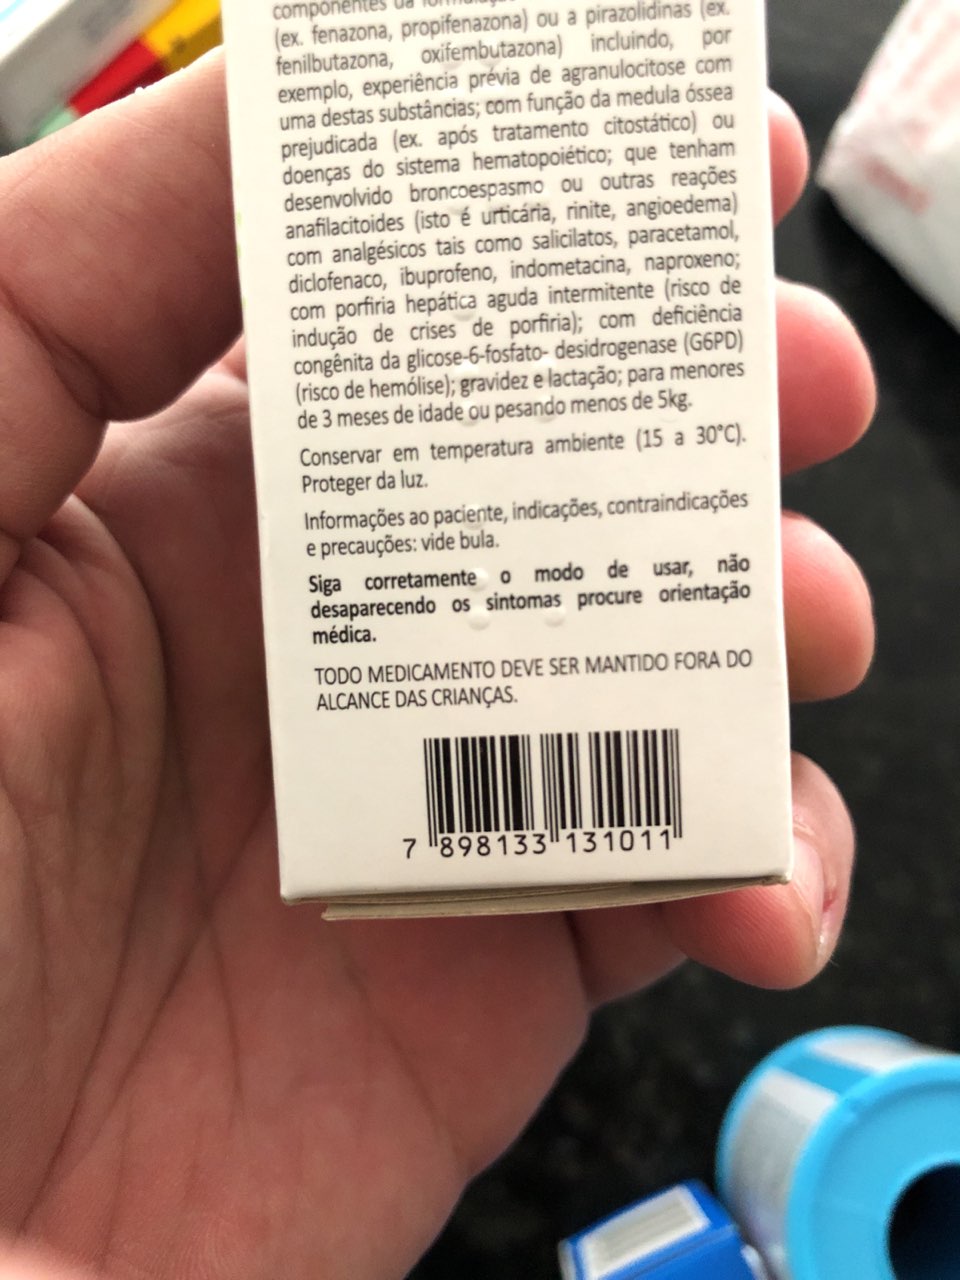 componentes da formulação
(ex. fenazona, propifenazona) ou a pirazolidinas (ex.
fenilbutazona, oxifembutazona) incluindo, por
exemplo, experiência prévia de agranulocitose com
uma destas substâncias; com função da medula óssea
prejudicada (ex. após tratamento citostático) ou
doenças do sistema hematopoiético; que tenham
desenvolvido broncoespasmo ou outras reações
anafilacitoides (isto é urticária, rinite, angioedema)
com analgésicos tais como salicilatos, paracetamol,
diclofenaco, ibuprofeno, indometacina, naproxeno;
com porfiria hepática aguda intermitente (risco de
indução de crises de porfiria); com deficiência
congênita da glicose-6-fosfato- desidrogenase (G6PD)
(risco de hemólise); gravidez e lactação; para menores
de 3 meses de idade ou pesando menos de 5kg.
Conservar em temperatura ambiente (15 a 30°C).
Proteger da luz.
Informações ao paciente, indicações, contraindicações
e precauções: vide bula.
Siga corretamente o modo de usar, não
desaparecendo os sintomas procure orientação
médica.
TODO MEDICAMENTO DEVE SER MANTIDO FORA DO
ALCANCE DAS CRIANÇAS.
7 898133 131011